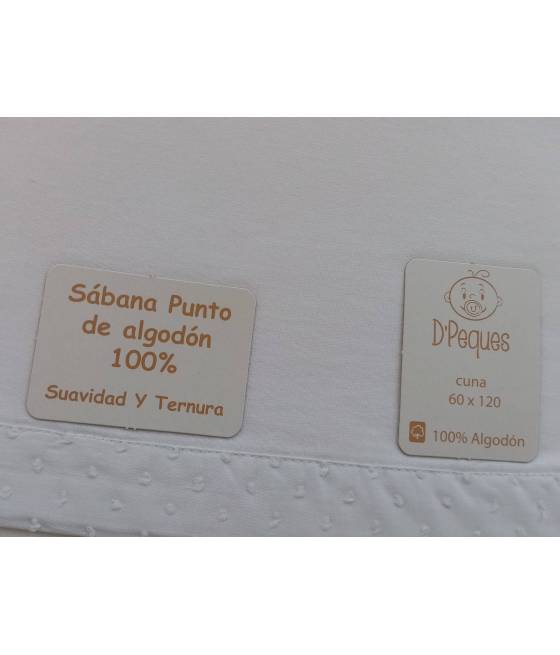 Sábana Punto
de algodón
100%
Suavidad Y Ternura
D'Peques
cuna
60 x 120
100% Algodón